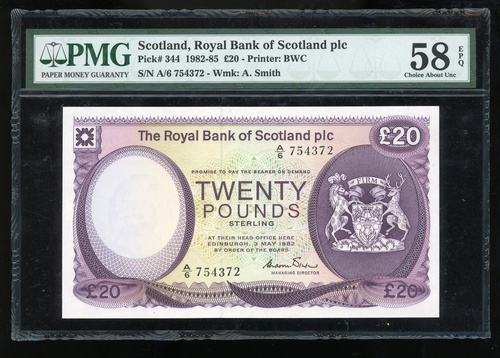 PMG
PAPER MONEY GUARANTY
Scotland, Royal Bank of Scotland plc
Pick# 344 1982-85 £20 - Printer: BWC
S/N A/6 754372 - Wmk: A. Smith
58 EPQ
Choice About Unc
The Royal Bank of Scotland plc
£20
A/6 754372
PROMISE TO PAY THE BEARER ON DEMAND
TWENTY
POUNDS
STERLING
AT THEIR HEAD OFFICE HERE
EDINBURGH, 3 MAY 1982
BY ORDER OF THE BOARD
A/6 754372
MANAGING DIRECTOR
FIRM
£20
£20